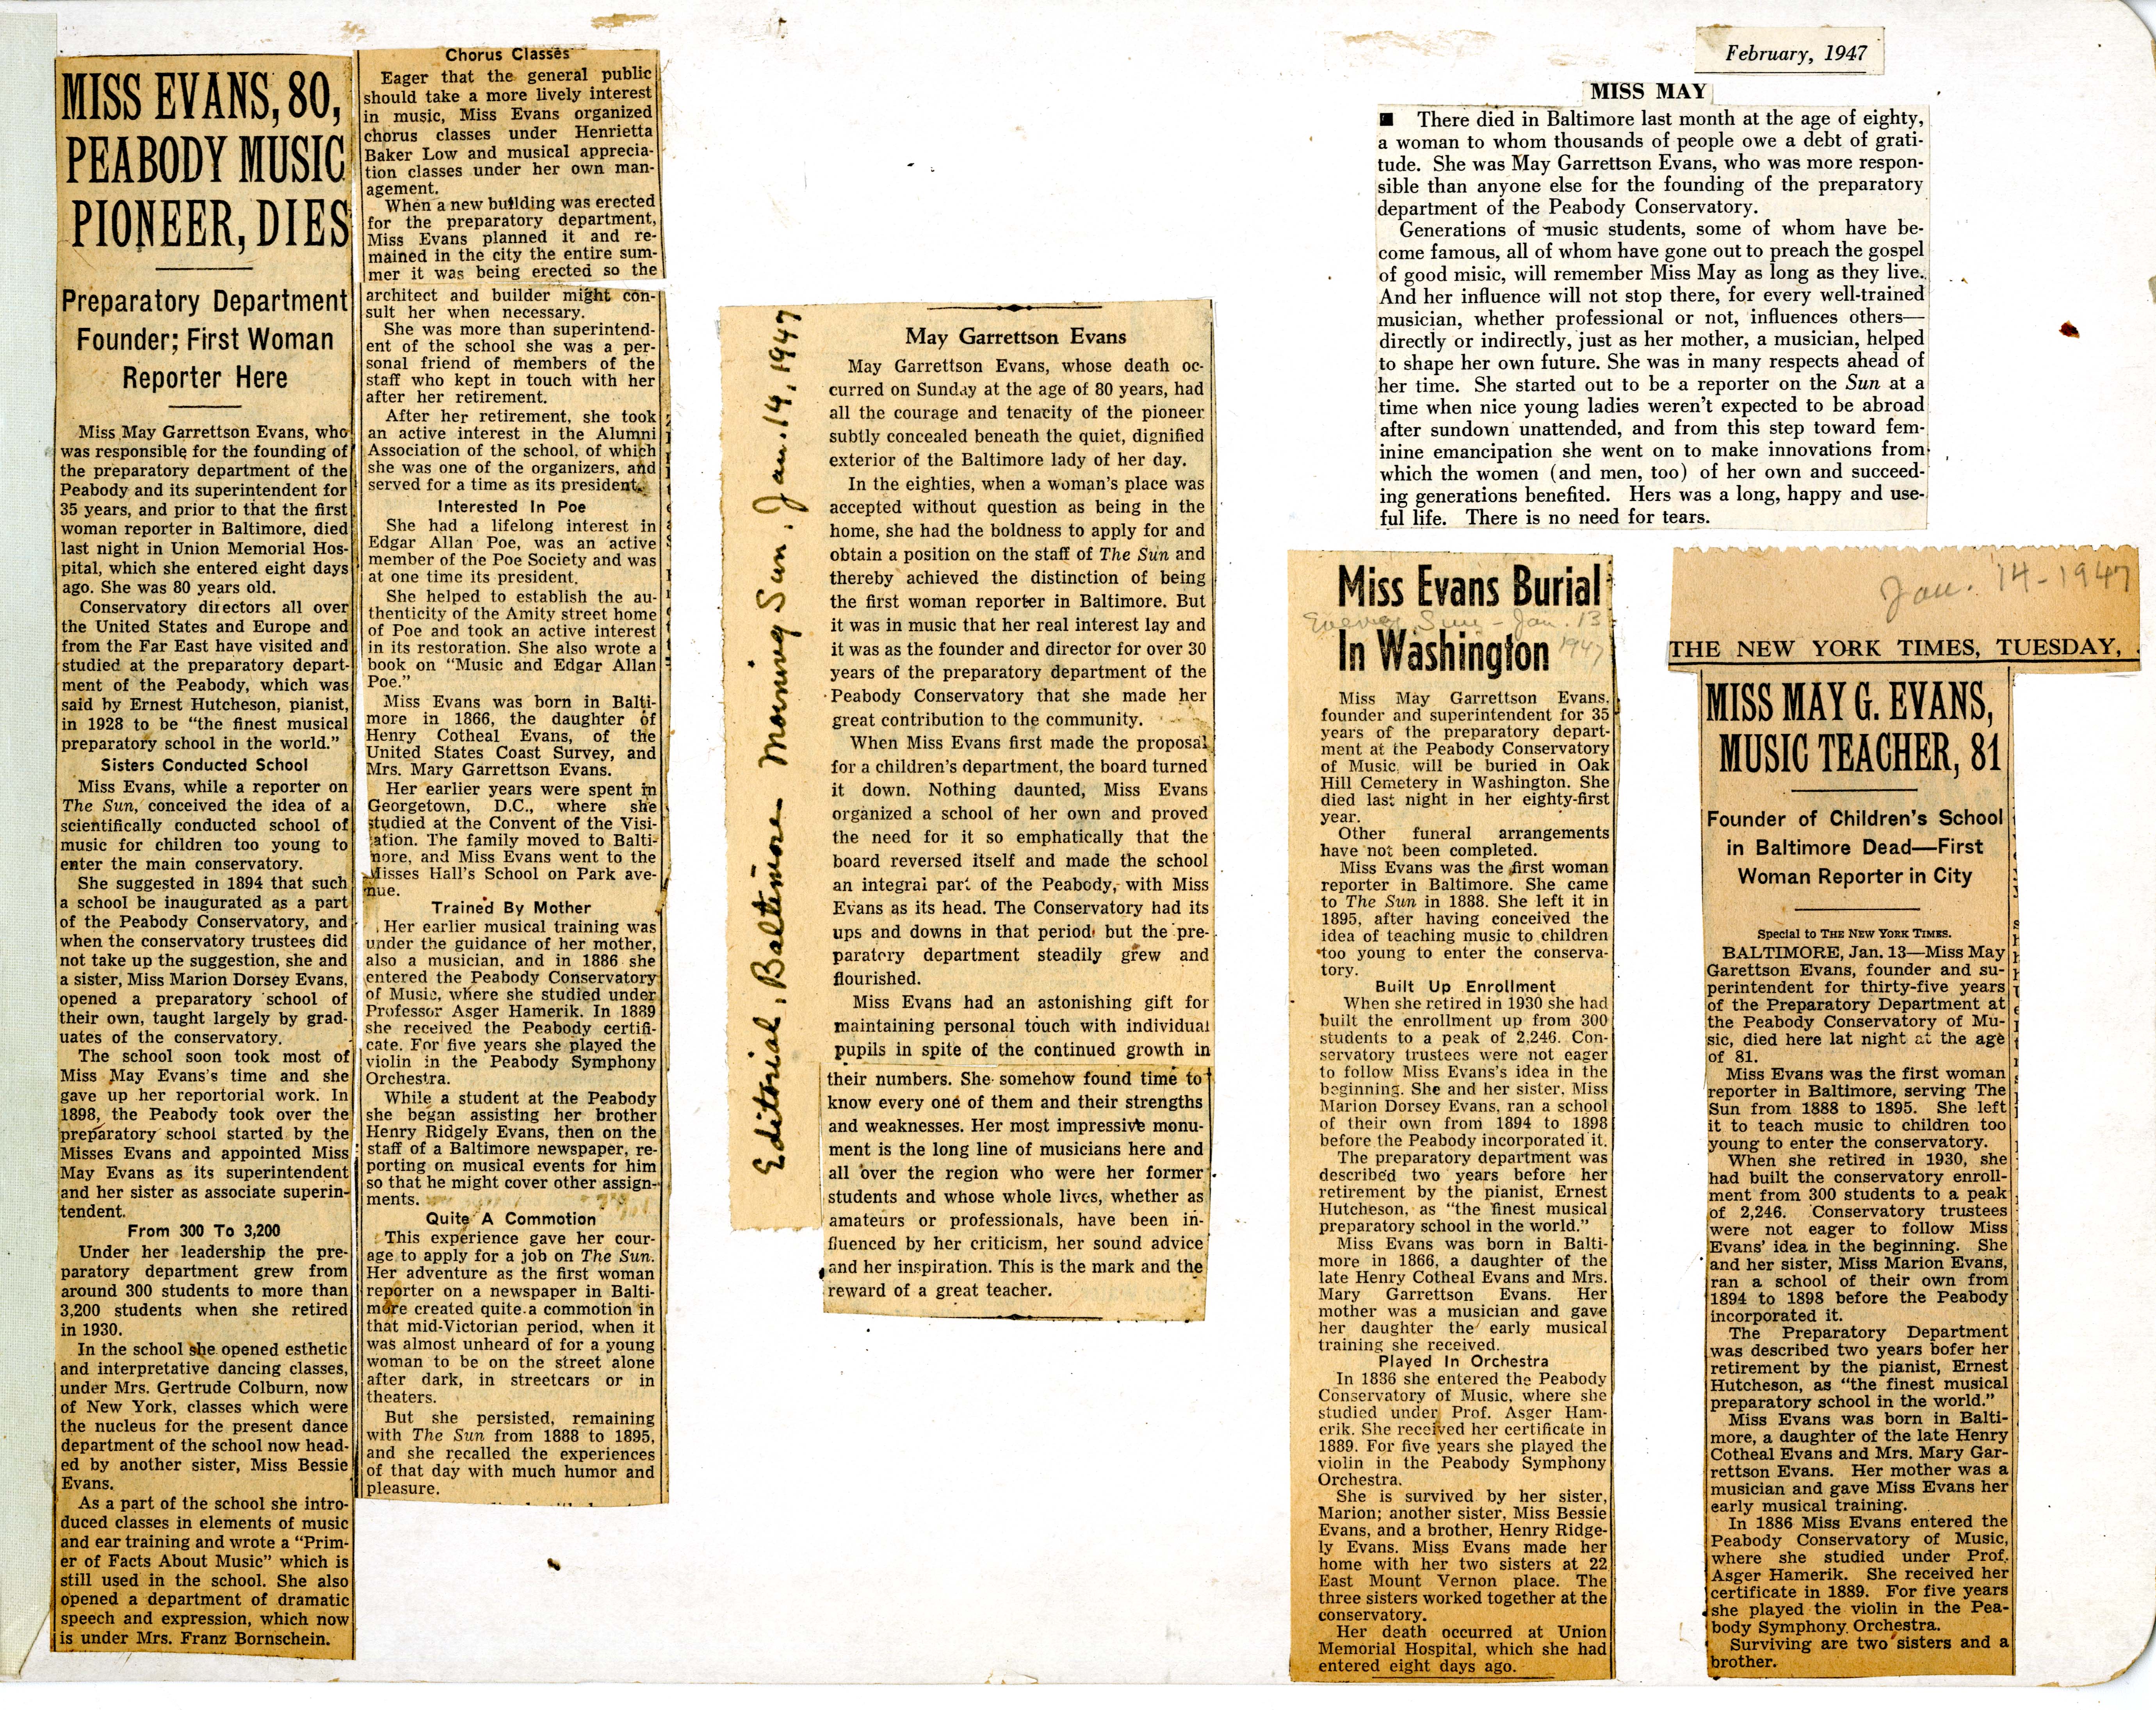 MISS EVANS, 80,
PEABODY MUSIC
PIONEER, DIES
Preparatory Department
Founder; First Woman
Reporter Here
Miss May Garrettson Evans, who
was responsible for the founding of
the preparatory department of the
Peabody and its superintendent for
35 years, and prior to that the first
woman reporter in Baltimore, died
last night in Union Memorial Hos-
pital, which she entered eight days
ago. She was 80 years old.
Conservatory directors all over
the United States and Europe and
from the Far East have visited and
studied at the preparatory depart-
ment of the Peabody, which was
said by Ernest Hutcheson, pianist,
in 1928 to be "the finest musical
preparatory school in the world."
Sisters Conducted School
Miss Evans, while a reporter on
The Sun, conceived the idea of a
scientifically conducted school of
music for children too young to
enter the main conservatory.
She suggested in 1894 that such
a school be inaugurated as a part
of the Peabody Conservatory, and
when the conservatory trustees did
not take up the suggestion, she and
a sister, Miss Marion Dorsey Evans,
opened a preparatory school of
their own, taught largely by grad-
uates of the conservatory.
The school soon took most of
Miss May Evans's time and she
gave up her reportorial work. In
1898, the Peabody took over the
preparatory school started by the
Misses Evans and appointed Miss
May Evans as its superintendent
and her sister as associate superin-
tendent.
From 300 To 3,200
Under her leadership the pre-
paratory department grew from
around 300 students to more than
3,200 students when she retired
in 1930.
In the school she opened esthetic
and interpretative dancing classes,
under Mrs. Gertrude Colburn, now
of New York, classes which were
the nucleus for the present dance
department of the school now head-
ed by another sister, Miss Bessie
Evans.
As a part of the school she intro-
duced classes in elements of music
and ear training and wrote a "Prim-
er of Facts About Music" which is
still used in the school. She also
opened a department of dramatic
speech and expression, which now
is under Mrs. Franz Bornschein.
Chorus Classes
Eager that the general public
should take a more lively interest
in music, Miss Evans organized
chorus classes under Henrietta
Baker Low and musical apprecia-
tion classes under her own man-
agement.
When a new building was erected
for the preparatory department,
Miss Evans planned it and re-
mained in the city the entire sum-
mer it was being erected so the
architect and builder might con-
sult her when necessary.
She was more than superintend-
ent of the school she was a per-
sonal friend of members of the
staff who kept in touch with her
after her retirement.
After her retirement, she took
an active interest in the Alumni
Association of the school, of which
she was one of the organizers, and
served for a time as its president.
Interested In Poe
She had a lifelong interest in
Edgar Allan Poe, was an active
member of the Poe Society and was
at one time its president.
She helped to establish the au-
thenticity of the Amity street home
of Poe and took an active interest
in its restoration. She also wrote a
book on "Music and Edgar Allan
Poe."
Miss Evans was born in Balti-
more in 1866, the daughter of
Henry Cotheal Evans, of the
United States Coast Survey, and
Mrs. Mary Garrettson Evans.
Her earlier years were spent in
Georgetown, D.C., where she
studied at the Convent of the Visi-
tation. The family moved to Balti-
more, and Miss Evans went to the
Misses Hall's School on Park ave-
nue.
Trained By Mother
Her earlier musical training was
under the guidance of her mother,
also a musician, and in 1886 she
entered the Peabody Conservatory
of Music, where she studied under
Professor Asger Hamerik. In 1889
she received the Peabody certifi-
cate. For five years she played the
violin in the Peabody Symphony
Orchestra.
While a student at the Peabody
she began assisting her brother
Henry Ridgely Evans, then on the
staff of a Baltimore newspaper, re-
porting on musical events for him
so that he might cover other assign-
ments.
Quite A Commotion
This experience gave her cour-
age to apply for a job on The Sun.
Her adventure as the first woman
reporter on a newspaper in Balti-
more created quite a commotion in
that mid-Victorian period, when it
was almost unheard of for a young
woman to be on the street alone
after dark, in streetcars or in
theaters.
But she persisted, remaining
with The Sun from 1888 to 1895,
and she recalled the experiences
of that day with much humor and
pleasure.
Editorial, Baltimore Morning Sun, Jan. 14, 1947
May Garrettson Evans
May Garrettson Evans, whose death oc-
curred on Sunday at the age of 80 years, had
all the courage and tenacity of the pioneer
subtly concealed beneath the quiet, dignified
exterior of the Baltimore lady of her day.
In the eighties, when a woman's place was
accepted without question as being in the
home, she had the boldness to apply for and
obtain a position on the staff of The Sun and
thereby achieved the distinction of being
the first woman reporter in Baltimore. But
it was in music that her real interest lay and
it was as the founder and director for over 30
years of the preparatory department of the
Peabody Conservatory that she made her
great contribution to the community.
When Miss Evans first made the proposal
for a children's department, the board turned
it down. Nothing daunted, Miss Evans
organized a school of her own and proved
the need for it so emphatically that the
board reversed itself and made the school
an integral part of the Peabody, with Miss
Evans as its head. The Conservatory had its
ups and downs in that period but the pre-
paratory department steadily grew and
flourished.
Miss Evans had an astonishing gift for
maintaining personal touch with individual
pupils in spite of the continued growth in
their numbers. She somehow found time to
know every one of them and their strengths
and weaknesses. Her most impressive monu-
ment is the long line of musicians here and
all over the region who were her former
students and whose whole lives, whether as
amateurs or professionals, have been in-
fluenced by her criticism, her sound advice
and her inspiration. This is the mark and the
reward of a great teacher.
February, 1947
MISS MAY
■ There died in Baltimore last month at the age of eighty,
a woman to whom thousands of people owe a debt of grati-
tude. She was May Garrettson Evans, who was more respon-
sible than anyone else for the founding of the preparatory
department of the Peabody Conservatory.
Generations of music students, some of whom have be-
come famous, all of whom have gone out to preach the gospel
of good misic, will remember Miss May as long as they live.
And her influence will not stop there, for every well-trained
musician, whether professional or not, influences others—
directly or indirectly, just as her mother, a musician, helped
to shape her own future. She was in many respects ahead of
her time. She started out to be a reporter on the Sun at a
time when nice young ladies weren't expected to be abroad
after sundown unattended, and from this step toward fem-
inine emancipation she went on to make innovations from
which the women (and men, too) of her own and succeed-
ing generations benefited. Hers was a long, happy and use-
ful life. There is no need for tears.
Miss Evans Burial
Evening Sun - Jan. 13
1947
In Washington
Miss May Garrettson Evans,
founder and superintendent for 35
years of the preparatory depart-
ment at the Peabody Conservatory
of Music, will be buried in Oak
Hill Cemetery in Washington. She
died last night in her eighty-first
year.
Other funeral arrangements
have not been completed.
Miss Evans was the first woman
reporter in Baltimore. She came
to The Sun in 1888. She left it in
1895, after having conceived the
idea of teaching music to children
too young to enter the conserva-
tory.
Built Up Enrollment
When she retired in 1930 she had
built the enrollment up from 300
students to a peak of 2,246. Con-
servatory trustees were not eager
to follow Miss Evans's idea in the
beginning. She and her sister, Miss
Marion Dorsey Evans, ran a school
of their own from 1894 to 1898
before the Peabody incorporated it.
The preparatory department was
described two years before her
retirement by the pianist, Ernest
Hutcheson, as "the finest musical
preparatory school in the world."
Miss Evans was born in Balti-
more in 1866, a daughter of the
late Henry Cotheal Evans and Mrs.
Mary Garrettson Evans. Her
mother was a musician and gave
her daughter the early musical
training she received.
Played In Orchestra
In 1886 she entered the Peabody
Conservatory of Music, where she
studied under Prof. Asger Ham-
erik. She received her certificate in
1889. For five years she played the
violin in the Peabody Symphony
Orchestra.
She is survived by her sister,
Marion; another sister, Miss Bessie
Evans, and a brother, Henry Ridge-
ly Evans. Miss Evans made her
home with her two sisters at 22
East Mount Vernon place. The
three sisters worked together at the
conservatory.
Her death occurred at Union
Memorial Hospital, which she had
entered eight days ago.
Jan. 14-1947
THE NEW YORK TIMES, TUESDAY,
MISS MAY G. EVANS,
MUSIC TEACHER, 81
Founder of Children's School
in Baltimore Dead—First
Woman Reporter in City
Special to THE NEW YORK TIMES.
BALTIMORE, Jan. 13—Miss May
Garettson Evans, founder and su-
perintendent for thirty-five years
of the Preparatory Department at
the Peabody Conservatory of Mu-
sic, died here lat night at the age
of 81.
Miss Evans was the first woman
reporter in Baltimore, serving The
Sun from 1888 to 1895. She left
it to teach music to children too
young to enter the conservatory.
When she retired in 1930, she
had built the conservatory enroll-
ment from 300 students to a peak
of 2,246. Conservatory trustees
were not eager to follow Miss
Evans' idea in the beginning. She
and her sister, Miss Marion Evans,
ran a school of their own from
1894 to 1898 before the Peabody
incorporated it.
The Preparatory Department
was described two years bofer her
retirement by the pianist, Ernest
Hutcheson, as "the finest musical
preparatory school in the world."
Miss Evans was born in Balti-
more, a daughter of the late Henry
Cotheal Evans and Mrs. Mary Gar-
rettson Evans. Her mother was a
musician and gave Miss Evans her
early musical training.
In 1886 Miss Evans entered the
Peabody Conservatory of Music,
where she studied under Prof.
Asger Hamerik. She received her
certificate in 1889. For five years
she played the violin in the Pea-
body Symphony Orchestra.
Surviving are two sisters and a
brother.